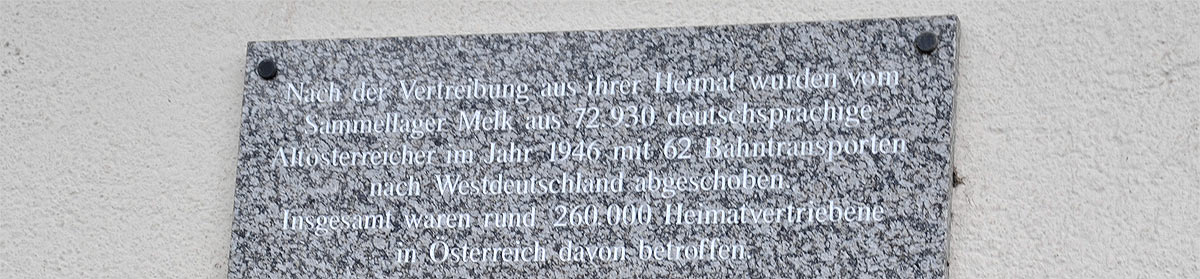 Nach der Vertreibung aus ihrer Heimat wurden vom
Sammellager Melk aus 72.930 deutschsprachige
Altösterreicher im Jahr 1946 mit 62 Bahntransporten
nach Westdeutschland abgeschoben.
Insgesamt waren rund 260.000 Heimatvertriebene
in Österreich davon betroffen.